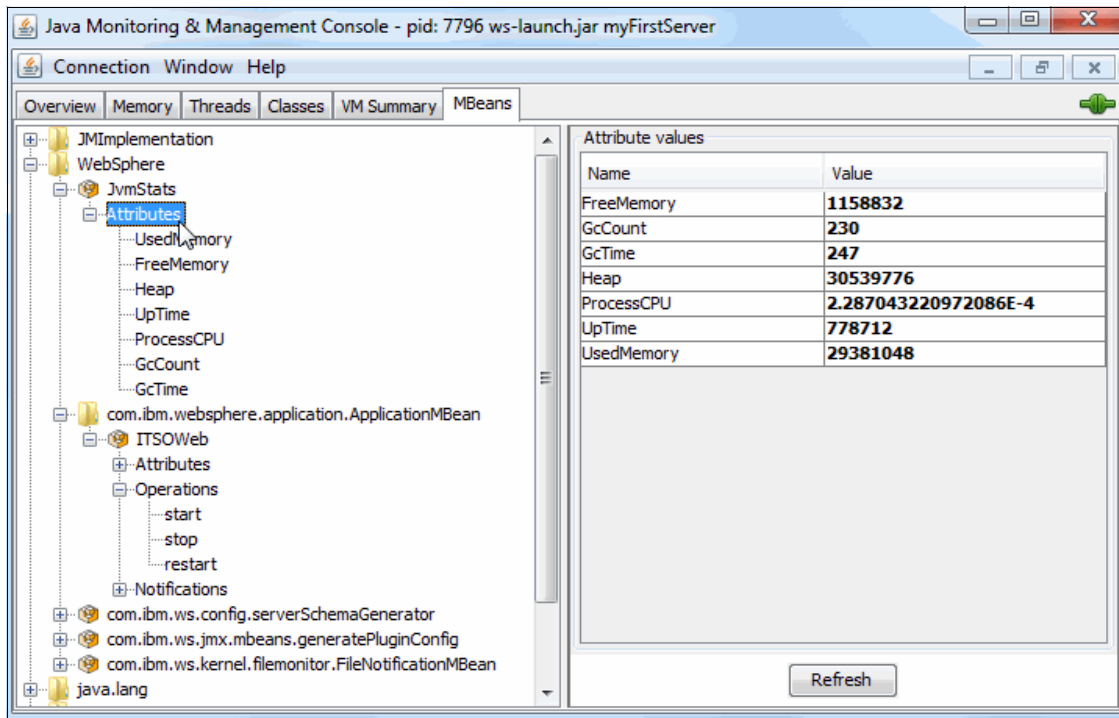 Java Monitoring & Management Console - pid: 7796 ws-launch.jar myFirstServer
Connection Window Help
Overview Memory Threads Classes VM Summary MBeans
JMImplementation
WebSphere
JvmStats
Attributes
UsedMemory
FreeMemory
Heap
UpTime
ProcessCPU
GcCount
GcTime
com.ibm.websphere.application.ApplicationMBean
ITSOWeb
Attributes
Operations
start
stop
restart
Notifications
com.ibm.ws.config.serverSchemaGenerator
com.ibm.ws.jmx.mbeans.generatePluginConfig
com.ibm.ws.kernel.filemonitor.FileNotificationMBean
java.lang
Attribute values
Name Value
FreeMemory 1158832
GcCount 230
GcTime 247
Heap 30539776
ProcessCPU 2.287043220972086E-4
UpTime 778712
UsedMemory 29381048
Refresh